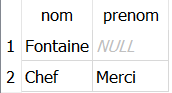 nom prenom
1 Fontaine NULL
2 Chef Merci